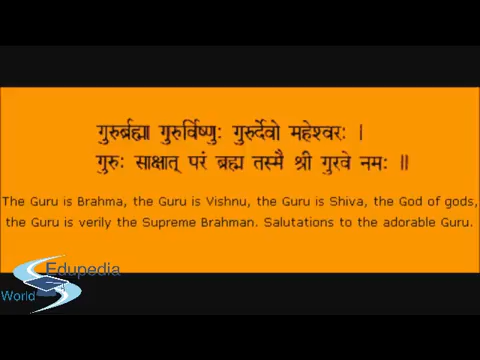 गुरुर्ब्रह्मा गुरुर्विष्णुः गुरुर्देवो महेश्वरः ।
गुरुः साक्षात् परं ब्रह्म तस्मै श्री गुरवे नमः ॥
The Guru is Brahma, the Guru is Vishnu, the Guru is Shiva, the God of gods,
the Guru is verily the Supreme Brahman. Salutations to the adorable Guru.
Edupedia
World